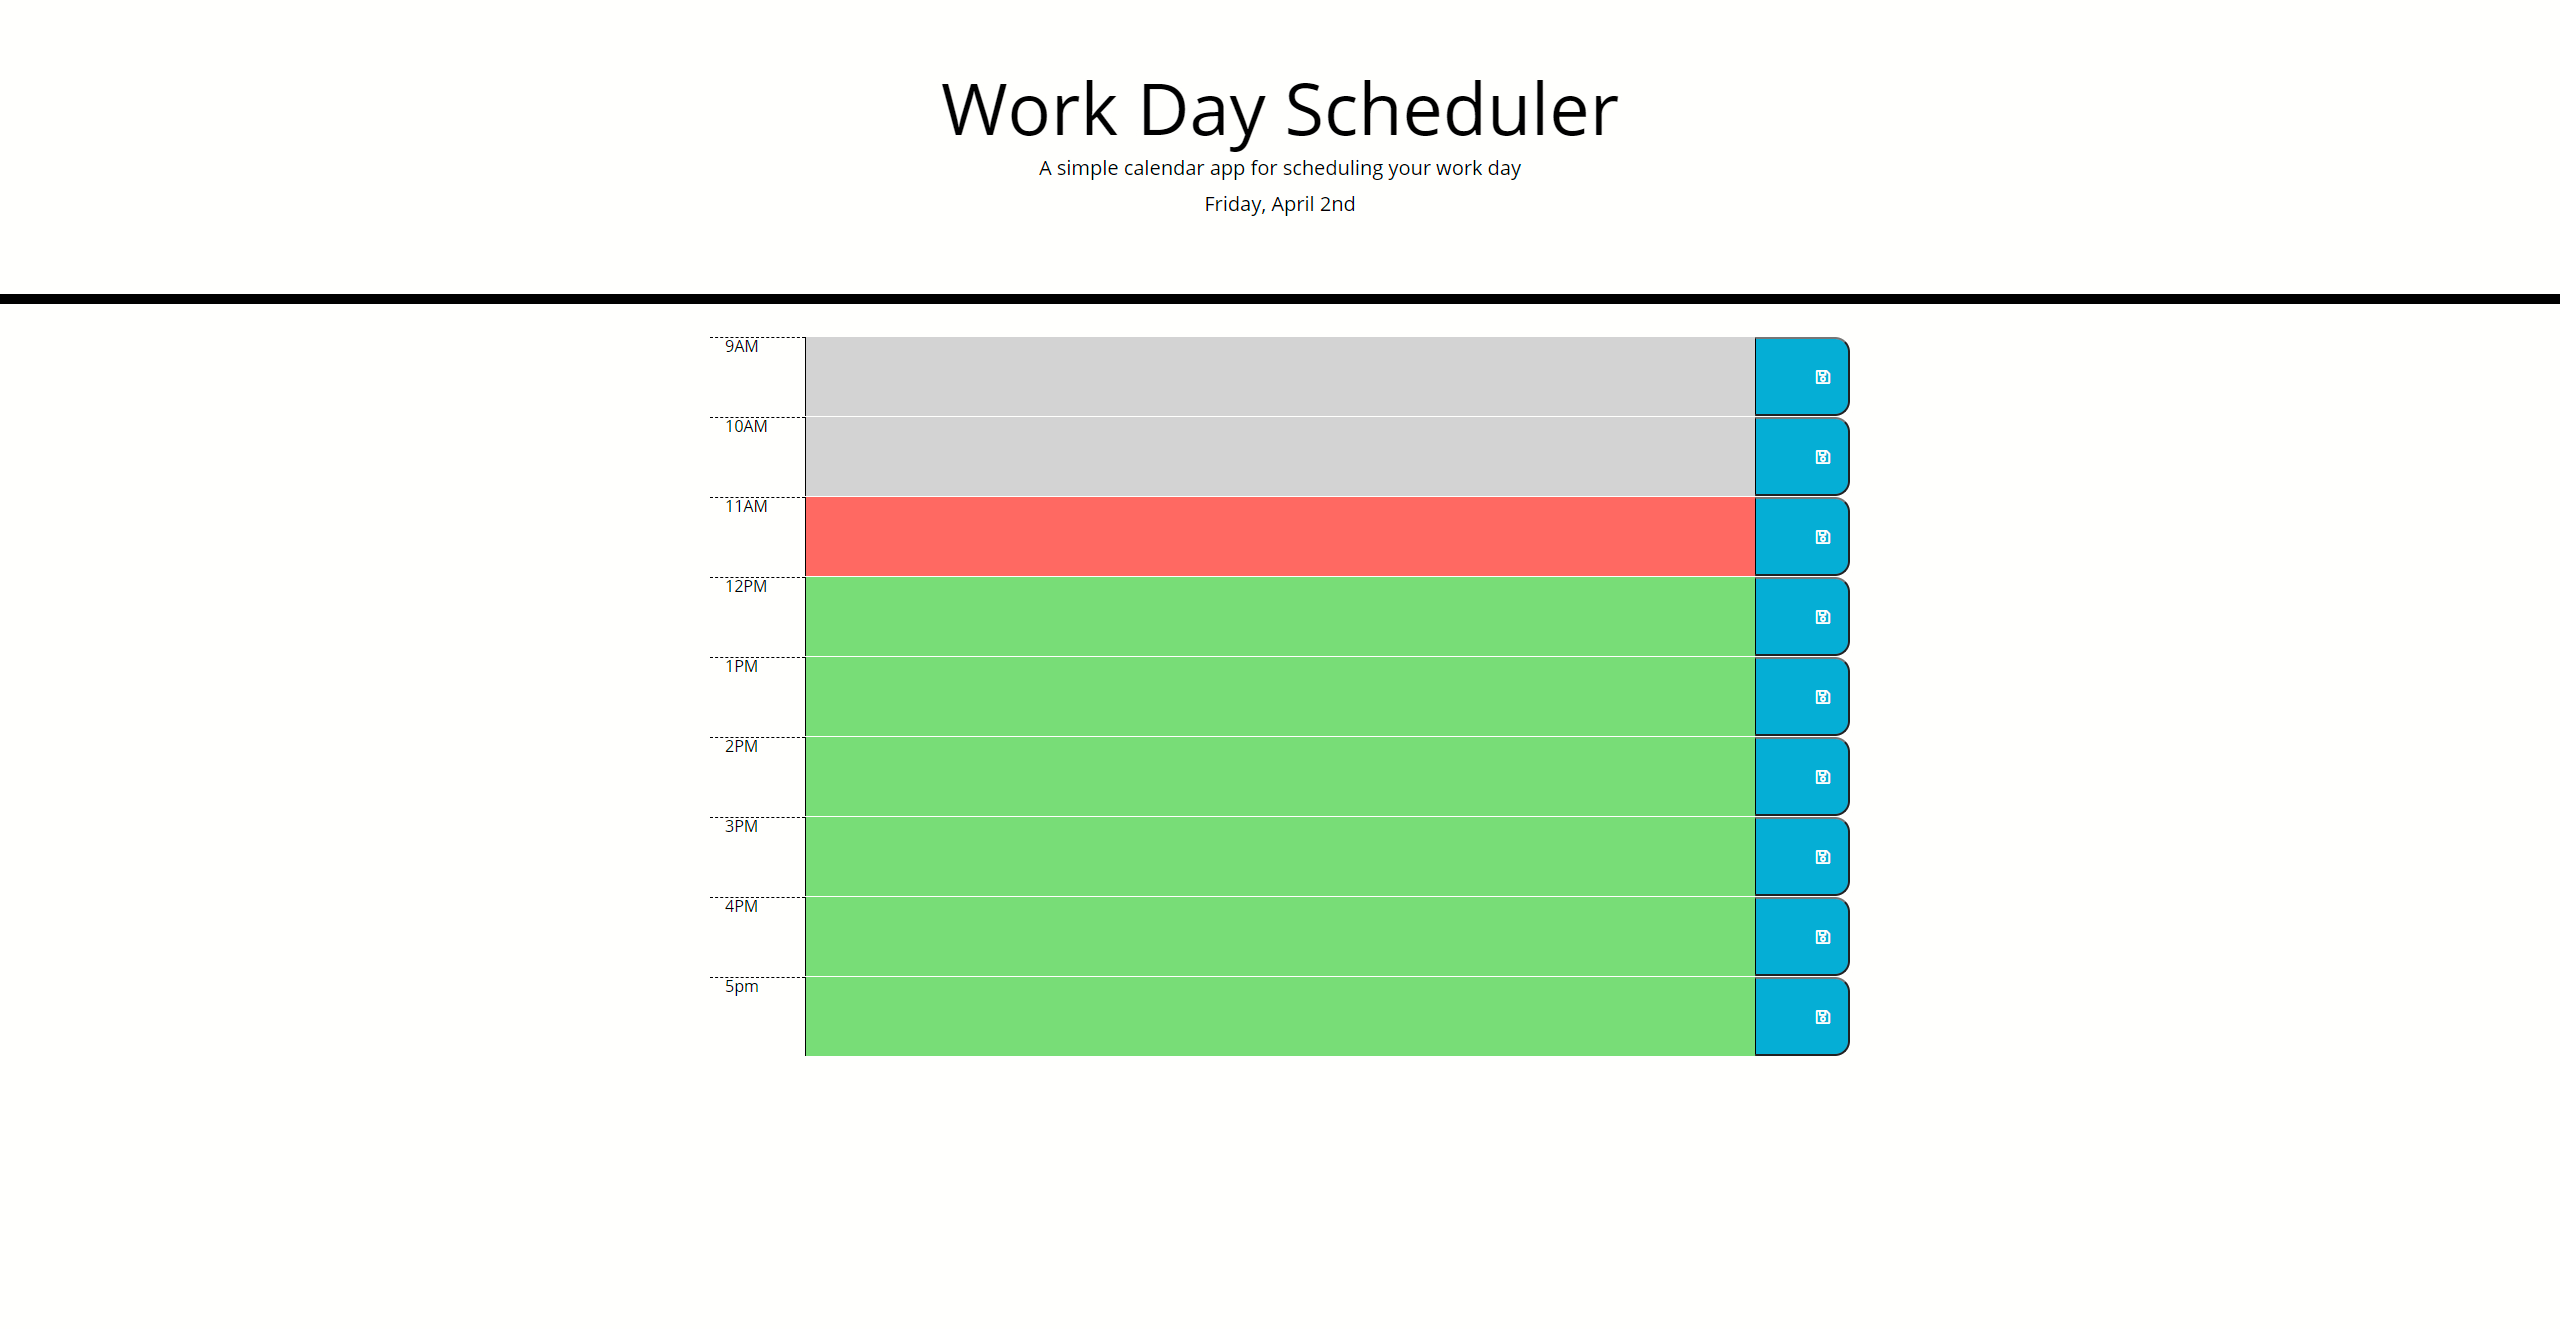 Work Day Scheduler
A simple calendar app for scheduling your work day
Friday, April 2nd
9AM
10AM
11AM
12PM
1PM
2PM
3PM
4PM
5pm